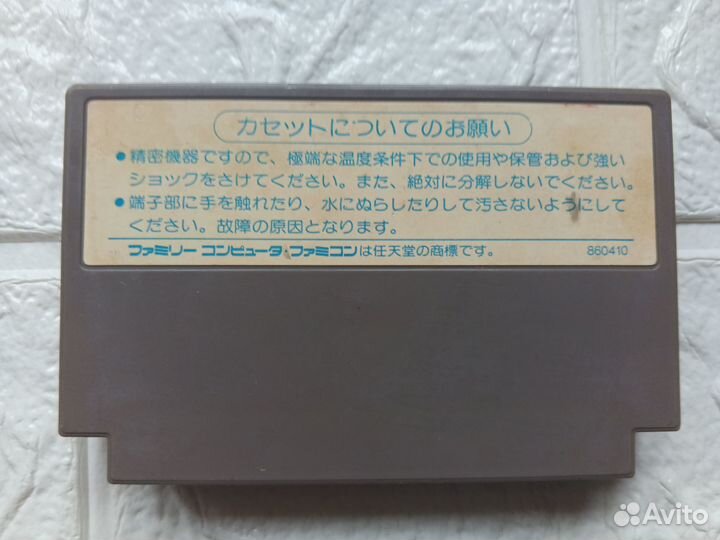 カセットについてのお願い
●精密機器ですので、極端な温度条件下での使用や保管および強い
ショックをさけてください。また、絶対に分解しないでください。
●端子部に手を触れたり、水にぬらしたりして汚さないようにして
ください。故障の原因となります。
ファミリー コンピュータ・ファミコンは任天堂の商標です。 860410
Avito